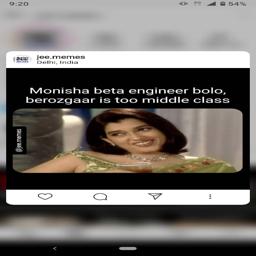 9:20
54%
jee.memes
Delhi, India
Monisha beta engineer bolo,
berozgaar is too middle class
@jee.memes